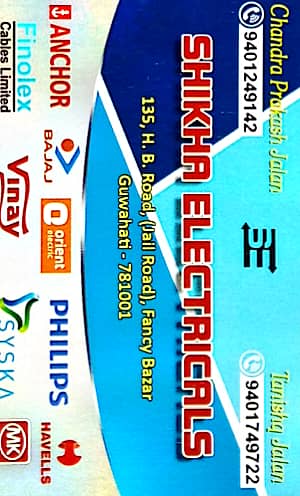 Chandra Prakash Jalan
9401249142
Tanishq Jalan
9401749722
SE
SHIKHA ELECTRICALS
135, H. B. Road, (Jail Road), Fancy Bazar
Guwahati - 781001
ANCHOR
BAJAJ
orient
electric
PHILIPS
HAVELLS
Finolex
Cables Limited
Vinay
SYSKA
MK